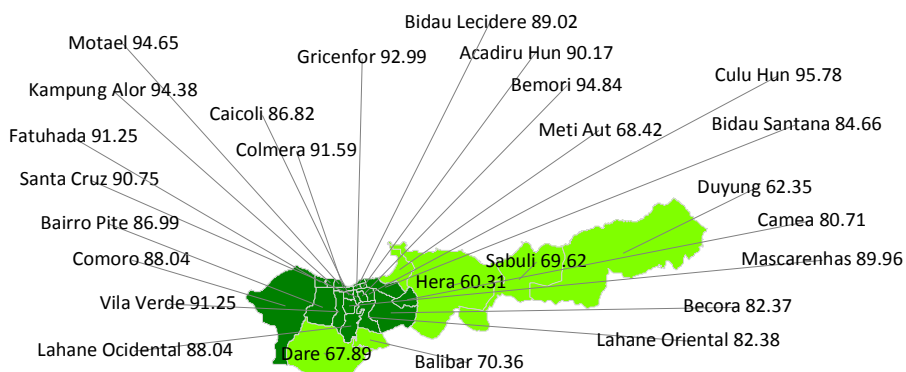 Bidau Lecidere 89.02
Motael 94.65
Gricenfor 92.99
Acadiru Hun 90.17
Culu Hun 95.78
Kampung Alor 94.38
Bemori 94.84
Caicoli 86.82
Meti Aut 68.42
Bidau Santana 84.66
Fatuhada 91.25
Colmera 91.59
Santa Cruz 90.75
Duyung 62.35
Bairro Pite 86.99
Camea 80.71
Comoro 88.04
Sabuli 69.62
Mascarenhas 89.96
Hera 60.31
Vila Verde 91.25
Becora 82.37
Lahane Oriental 82.38
Lahane Ocidental 88.04
Dare 67.89
Balibar 70.36